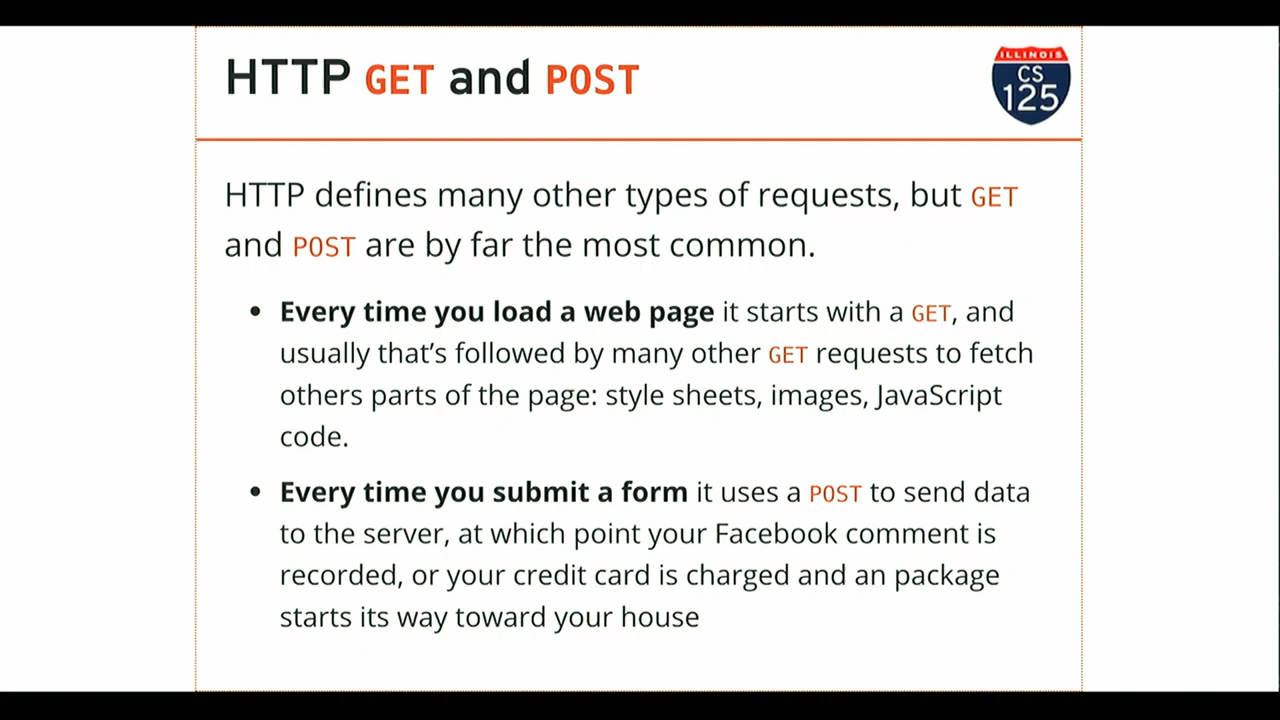 HTTP GET and POST
ILLINOIS
CS
125
HTTP defines many other types of requests, but GET
and POST are by far the most common.
• Every time you load a web page it starts with a GET, and
usually that's followed by many other GET requests to fetch
others parts of the page: style sheets, images, JavaScript
code.
• Every time you submit a form it uses a POST to send data
to the server, at which point your Facebook comment is
recorded, or your credit card is charged and an package
starts its way toward your house